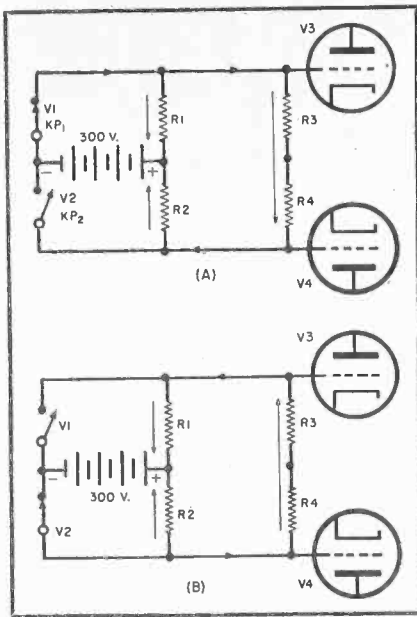 V3
V1
KP1
R1
R3
300 V.
−
+
V2
KP2
R2
R4
(A)
V4
V3
V1
R1
R3
−
+
300 V.
R2
R4
V2
(B)
V4